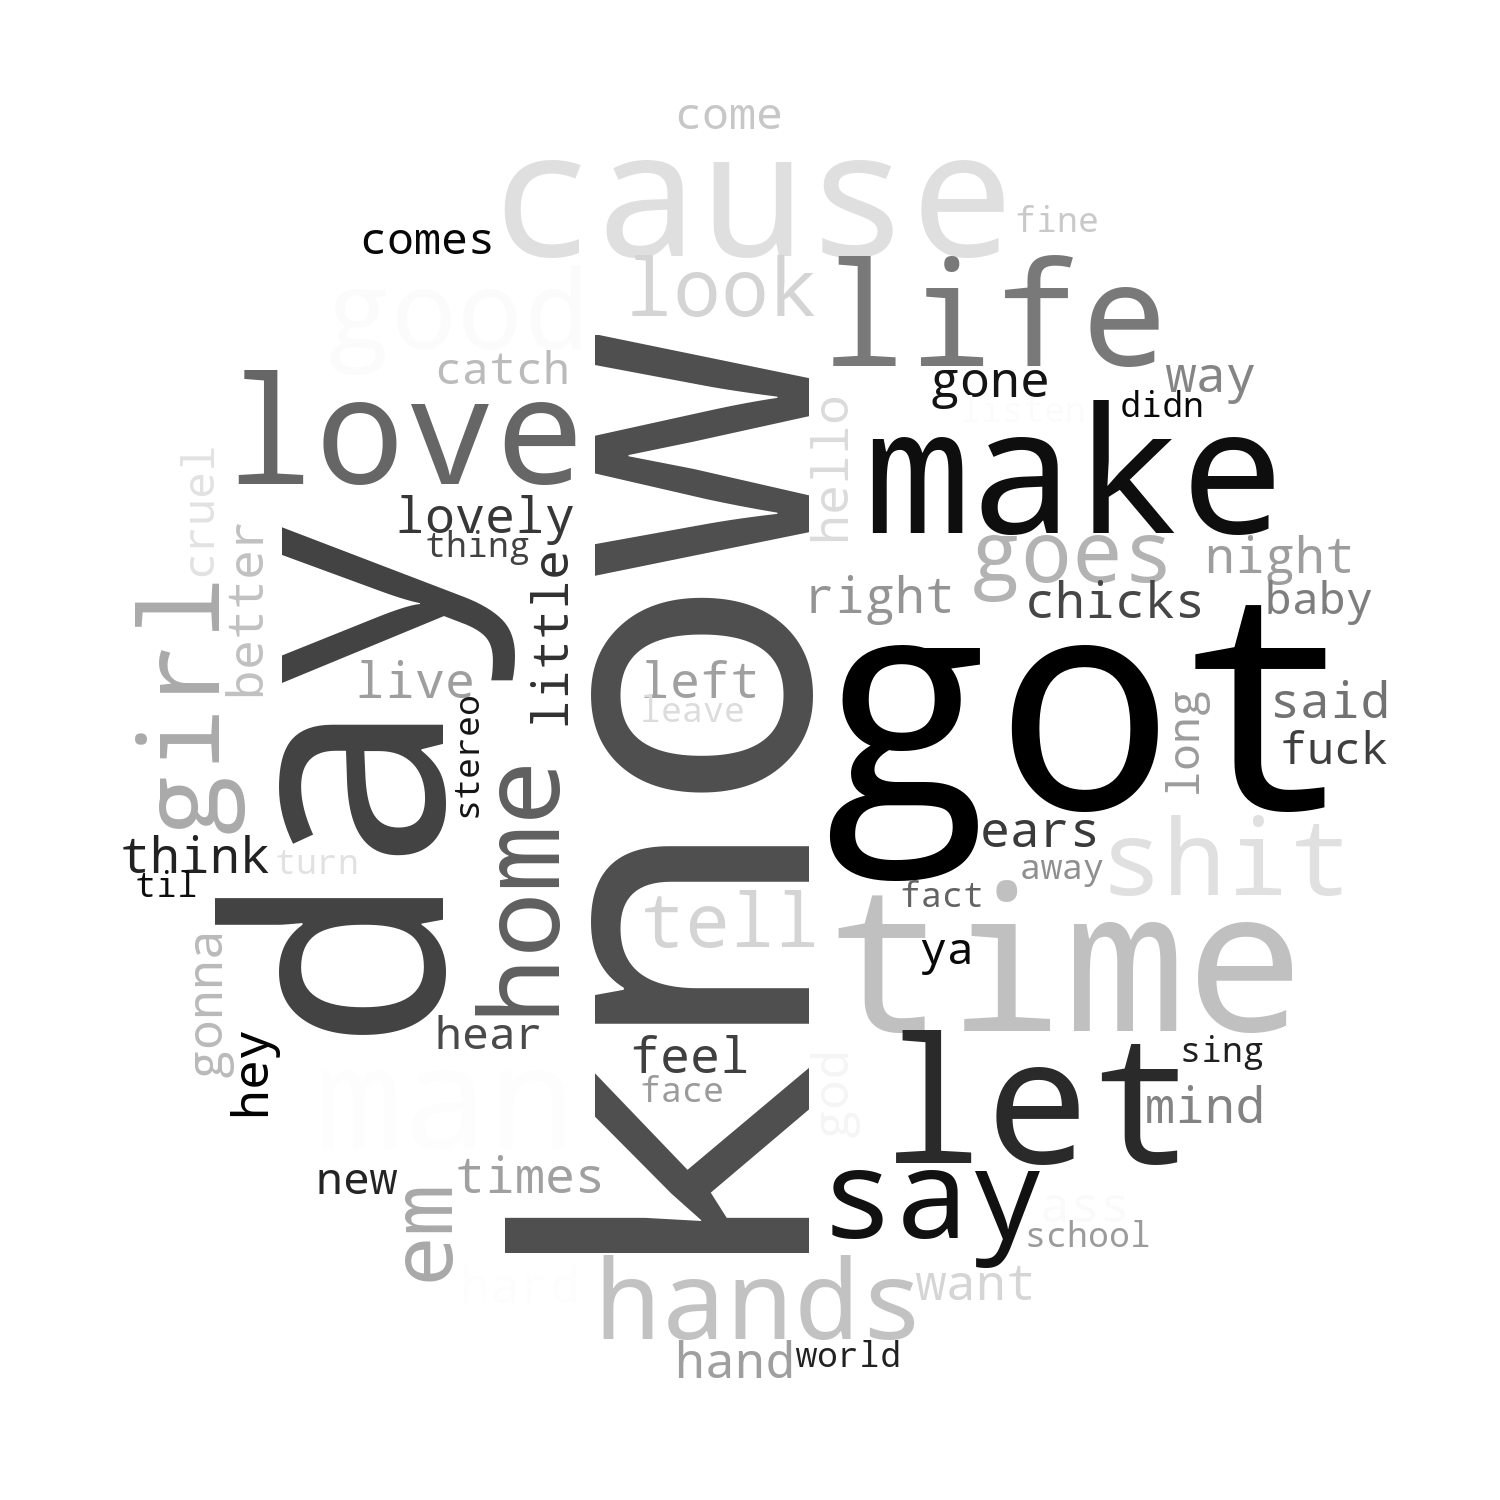 come
cause
fine
comes
look
life
good
catch
gone
way
listen
didn
love
hello
make
know
cruel
lovely
thing
better
little
goes
night
right
chicks
baby
girl
day
live
left
leave
got
stereo
long
said
fuck
home
ears
think
turn
til
away
shit
fact
tell
time
ya
gonna
hey
hear
feel
face
let
sing
man
god
mind
new
times
em
say
ass
school
hard
hands
want
hand
world